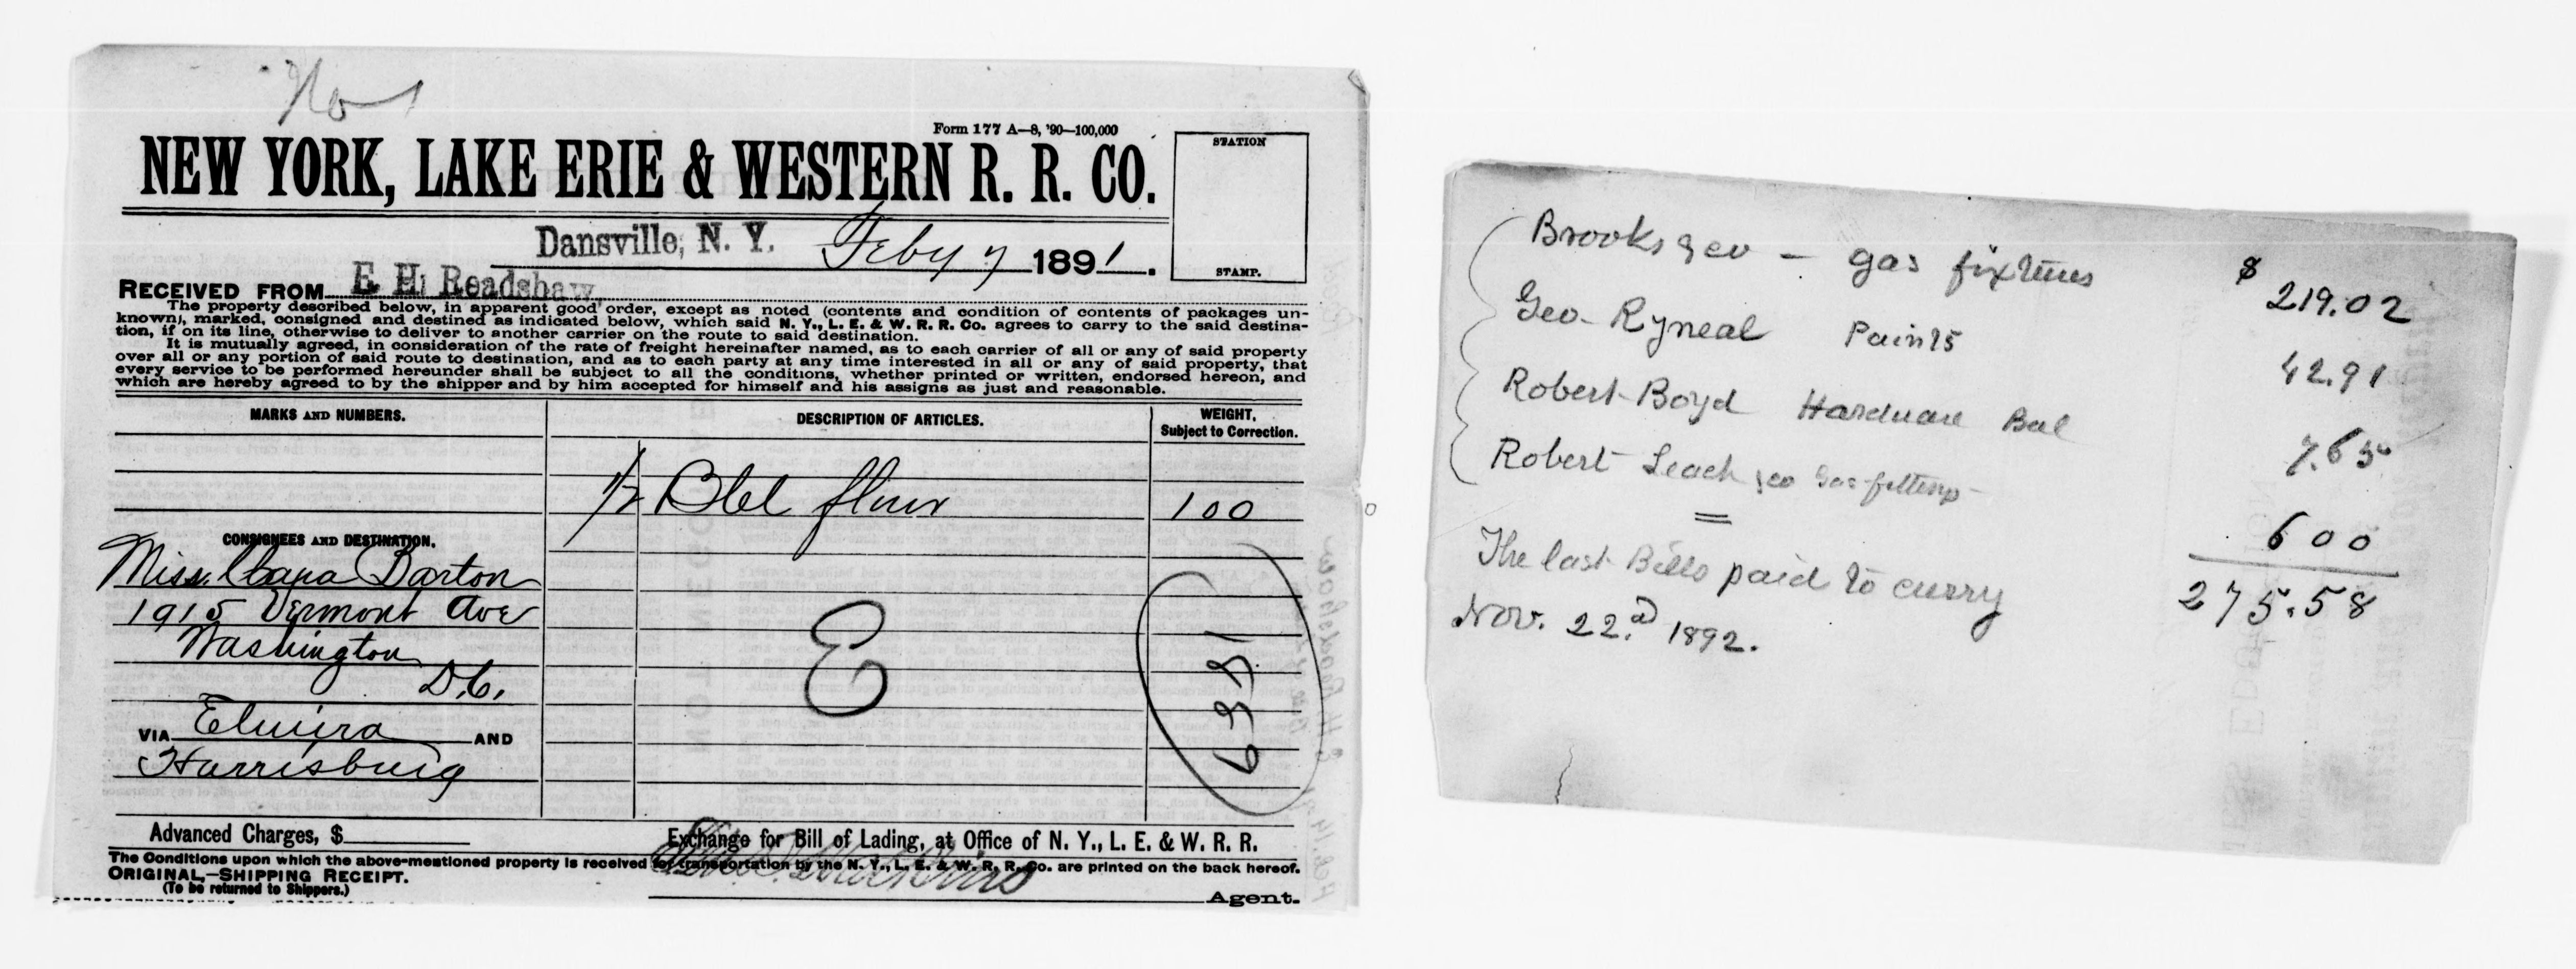 No
Form 177 A—8, '90—100,000
NEW YORK, LAKE ERIE & WESTERN R. R. CO.
STATION
STAMP.
Dansville, N. Y. Feby 7 1891.
RECEIVED FROM E. H. Readshaw,
The property described below, in apparent good order, except as noted (contents and condition of contents of packages un-
known), marked, consigned and destined as indicated below, which said N. Y., L. E. & W. R. R. Co. agrees to carry to the said destina-
tion, if on its line, otherwise to deliver to another carrier on the route to said destination.
It is mutually agreed, in consideration of the rate of freight hereinafter named, as to each carrier of all or any of said property
over all or any portion of said route to destination, and as to each party at any time interested in all or any of said property, that
every service to be performed hereunder shall be subject to all the conditions, whether printed or written, endorsed hereon, and
which are hereby agreed to by the shipper and by him accepted for himself and his assigns as just and reasonable.
MARKS AND NUMBERS.
DESCRIPTION OF ARTICLES.
WEIGHT,
Subject to Correction.
1/2 Bbl flour 100
CONSIGNEES AND DESTINATION.
Miss Clara Barton
1915 Vermont Ave
Washington
D.C.
VIA Elmira AND
Harrisburg
E
Advanced Charges, $
Exchange for Bill of Lading, at Office of N. Y., L. E. & W. R. R.
The Conditions upon which the above-mentioned property is received for transportation by the N. Y., L. E. & W. R. R. Co. are printed on the back hereof.
ORIGINAL,—SHIPPING RECEIPT.
(To be returned to Shippers.)
Agent.
Brooks & co - gas fixtures $ 219.02
Geo- Ryneal Paints 42.91
Robert Boyd Hardware Bal 7.65
Robert Leach & co Gas fitting - 600
=
275.58
The last Bills paid to curry
Nov. 22.d 1892.